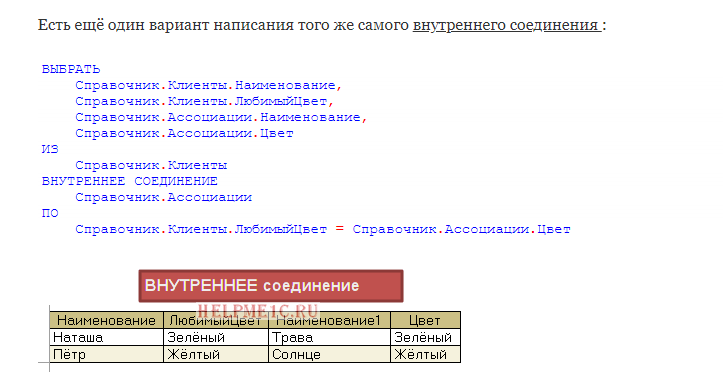 Есть ещё один вариант написания того же самого внутреннего соединения :
ВЫБРАТЬ
Справочник.Клиенты.Наименование,
Справочник.Клиенты.ЛюбимыйЦвет,
Справочник.Ассоциации.Наименование,
Справочник.Ассоциации.Цвет
ИЗ
Справочник.Клиенты
ВНУТРЕННЕЕ СОЕДИНЕНИЕ
Справочник.Ассоциации
ПО
Справочник.Клиенты.ЛюбимыйЦвет = Справочник.Ассоциации.Цвет
ВНУТРЕННЕЕ соединение
HELPME1C.RU
Наименование ЛюбимыйЦвет Наименование1 Цвет
Наташа Зелёный Трава Зелёный
Пётр Жёлтый Солнце Жёлтый